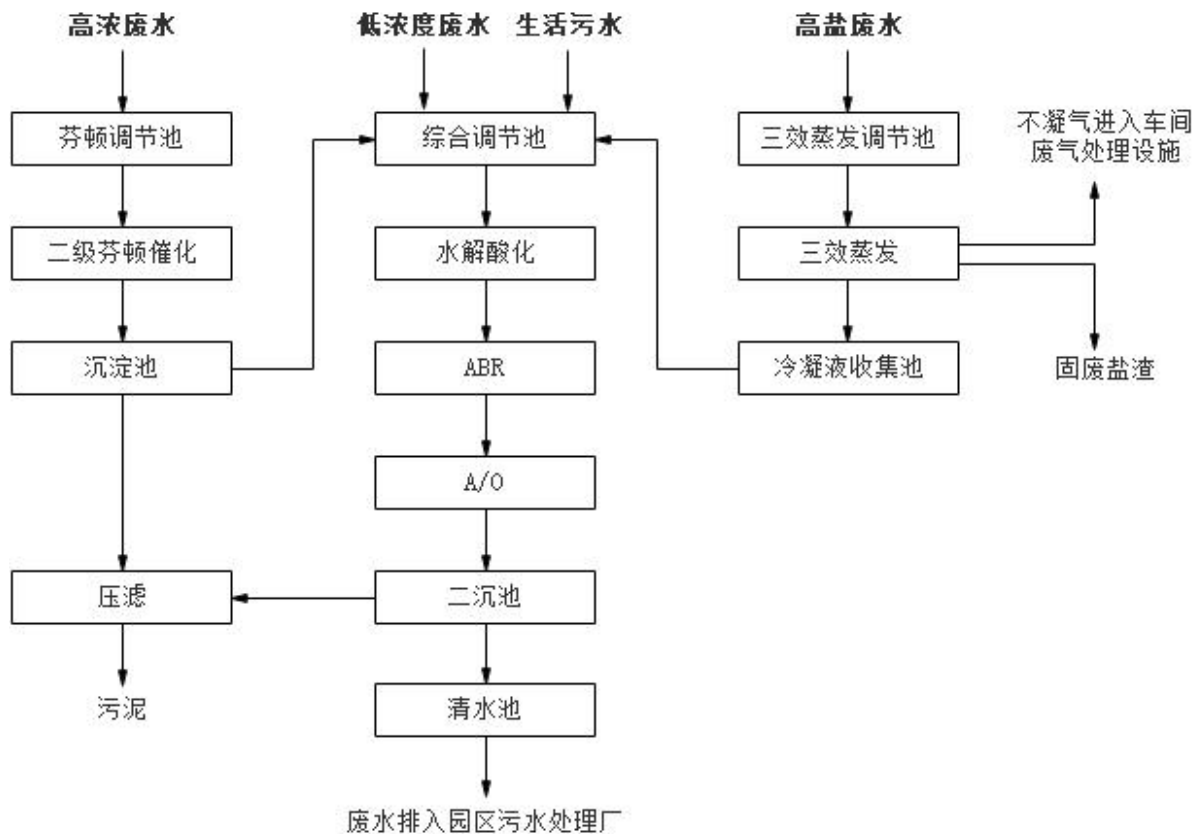 高浓废水
低浓度废水
生活污水
高盐废水
芬顿调节池
综合调节池
三效蒸发调节池
不凝气进入车间
废气处理设施
二级芬顿催化
水解酸化
三效蒸发
沉淀池
ABR
冷凝液收集池
固废盐渣
A/O
压滤
二沉池
污泥
清水池
废水排入园区污水处理厂